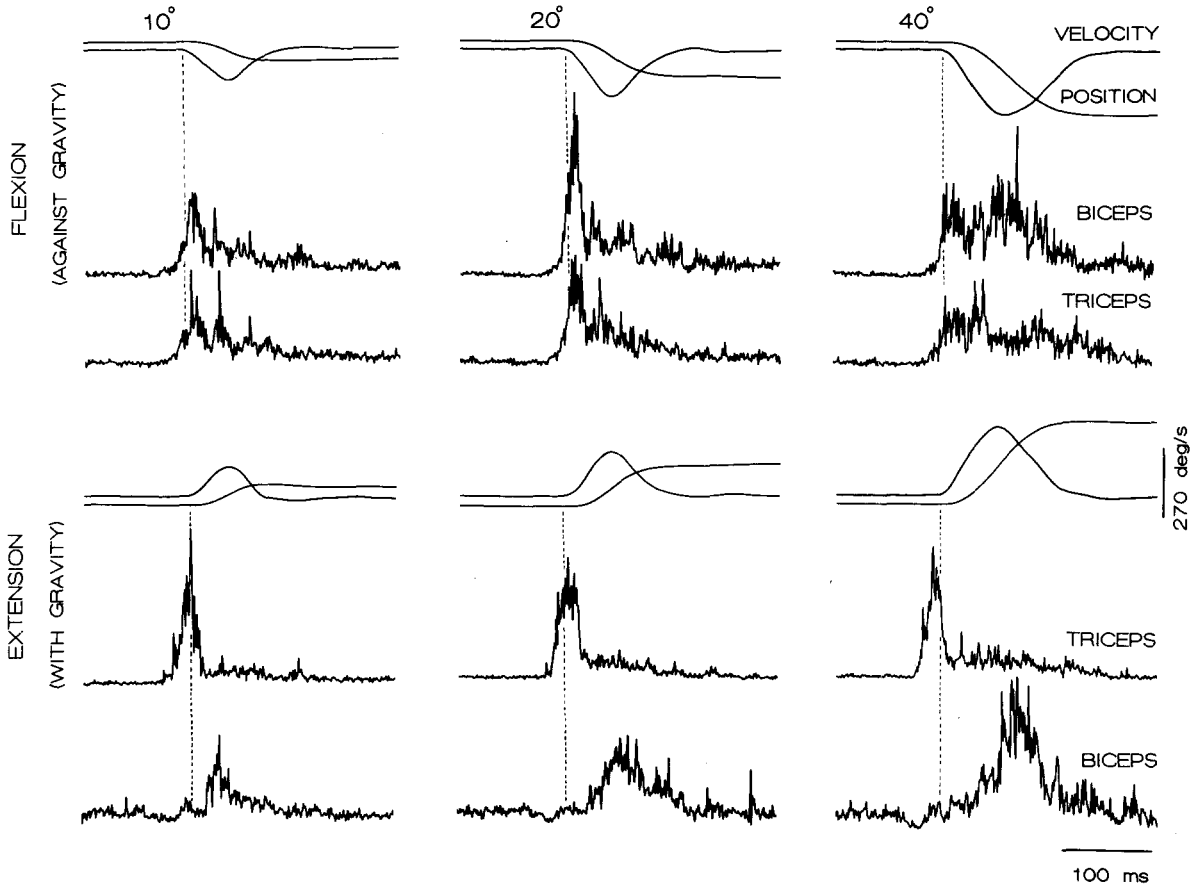 10°
20°
40°
VELOCITY
POSITION
FLEXION
(AGAINST GRAVITY)
BICEPS
TRICEPS
270 deg/s
EXTENSION
(WITH GRAVITY)
TRICEPS
BICEPS
100 ms